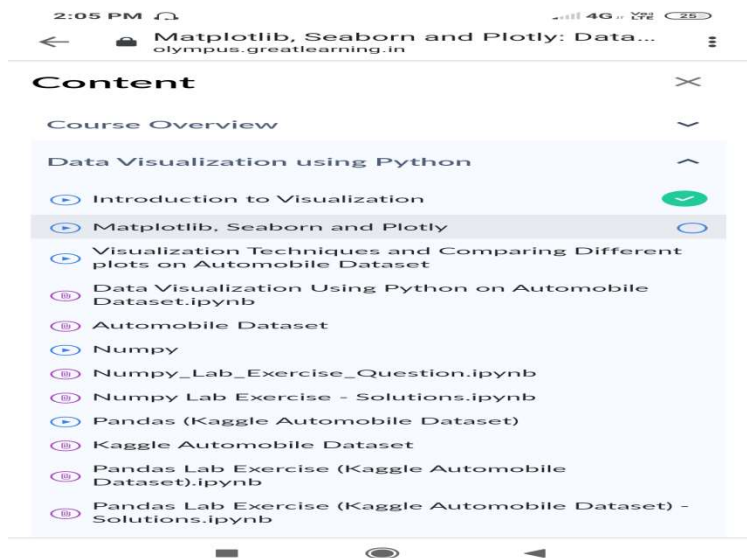 2:05 PM
4G Vo) LTE 25
Matplotlib, Seaborn and Plotly: Data...
olympus.greatlearning.in
Content
Course Overview
Data Visualization using Python
Introduction to Visualization
Matplotlib, Seaborn and Plotly
Visualization Techniques and Comparing Different
plots on Automobile Dataset
Data Visualization Using Python on Automobile
Dataset.ipynb
Automobile Dataset
Numpy
Numpy_Lab_Exercise_Question.ipynb
Numpy Lab Exercise - Solutions.ipynb
Pandas (Kaggle Automobile Dataset)
Kaggle Automobile Dataset
Pandas Lab Exercise (Kaggle Automobile
Dataset).ipynb
Pandas Lab Exercise (Kaggle Automobile Dataset) -
Solutions.ipynb